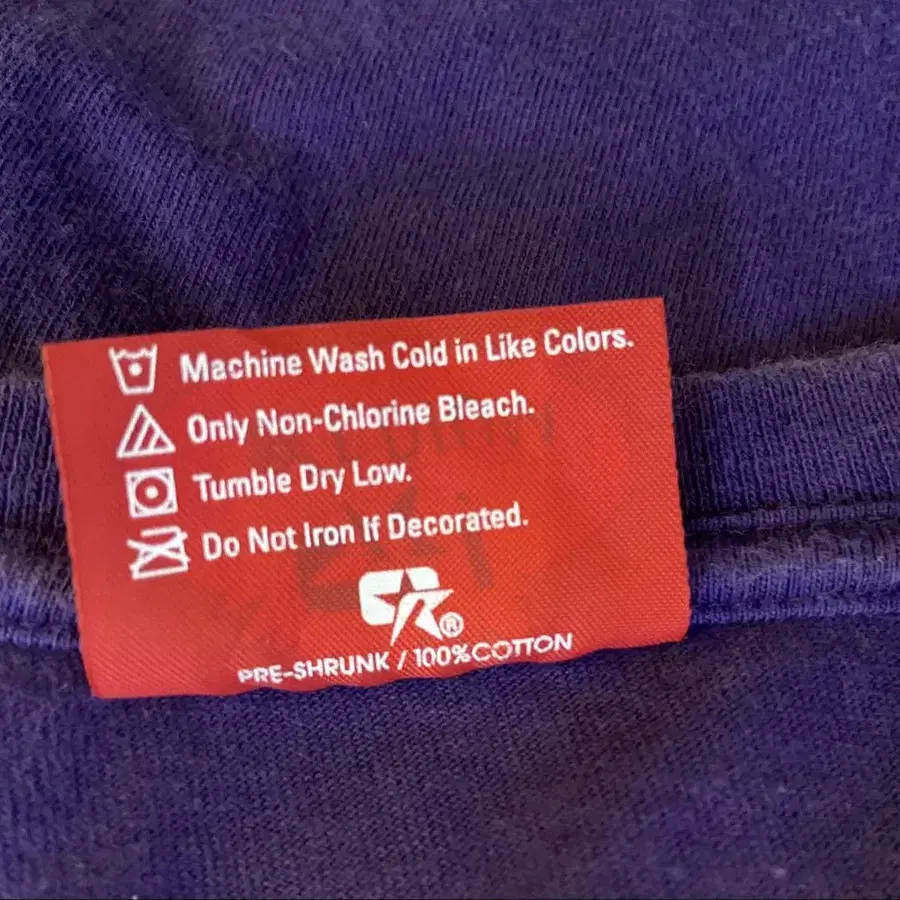 Machine Wash Cold in Like Colors.
Only Non-Chlorine Bleach.
Tumble Dry Low.
Do Not Iron If Decorated.
®
PRE-SHRUNK / 100% COTTON